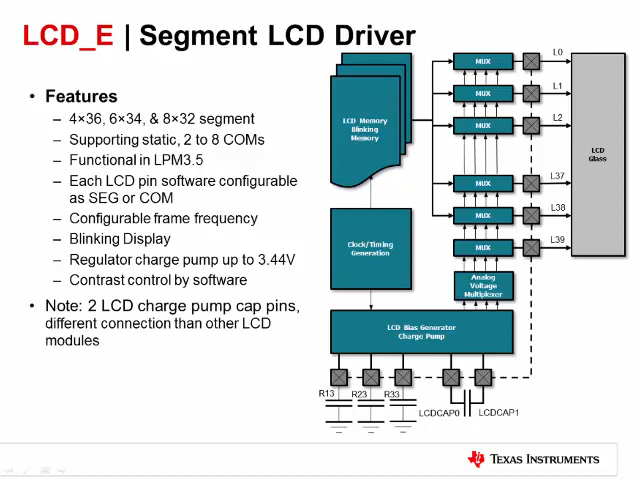 LCD_E | Segment LCD Driver
• Features
– 4×36, 6×34, & 8×32 segment
– Supporting static, 2 to 8 COMs
– Functional in LPM3.5
– Each LCD pin software configurable
as SEG or COM
– Configurable frame frequency
– Blinking Display
– Regulator charge pump up to 3.44V
– Contrast control by software
• Note: 2 LCD charge pump cap pins,
different connection than other LCD
modules
LCD Memory
Blinking
Memory
Clock/Timing
Generation
MUX
MUX
MUX
MUX
MUX
MUX
L0
L1
L2
L37
L38
L39
LCD
Glass
Analog
Voltage
Multiplexer
LCD Bias Generator
Charge Pump
R13
R23
R33
LCDCAP0
LCDCAP1
TEXAS INSTRUMENTS